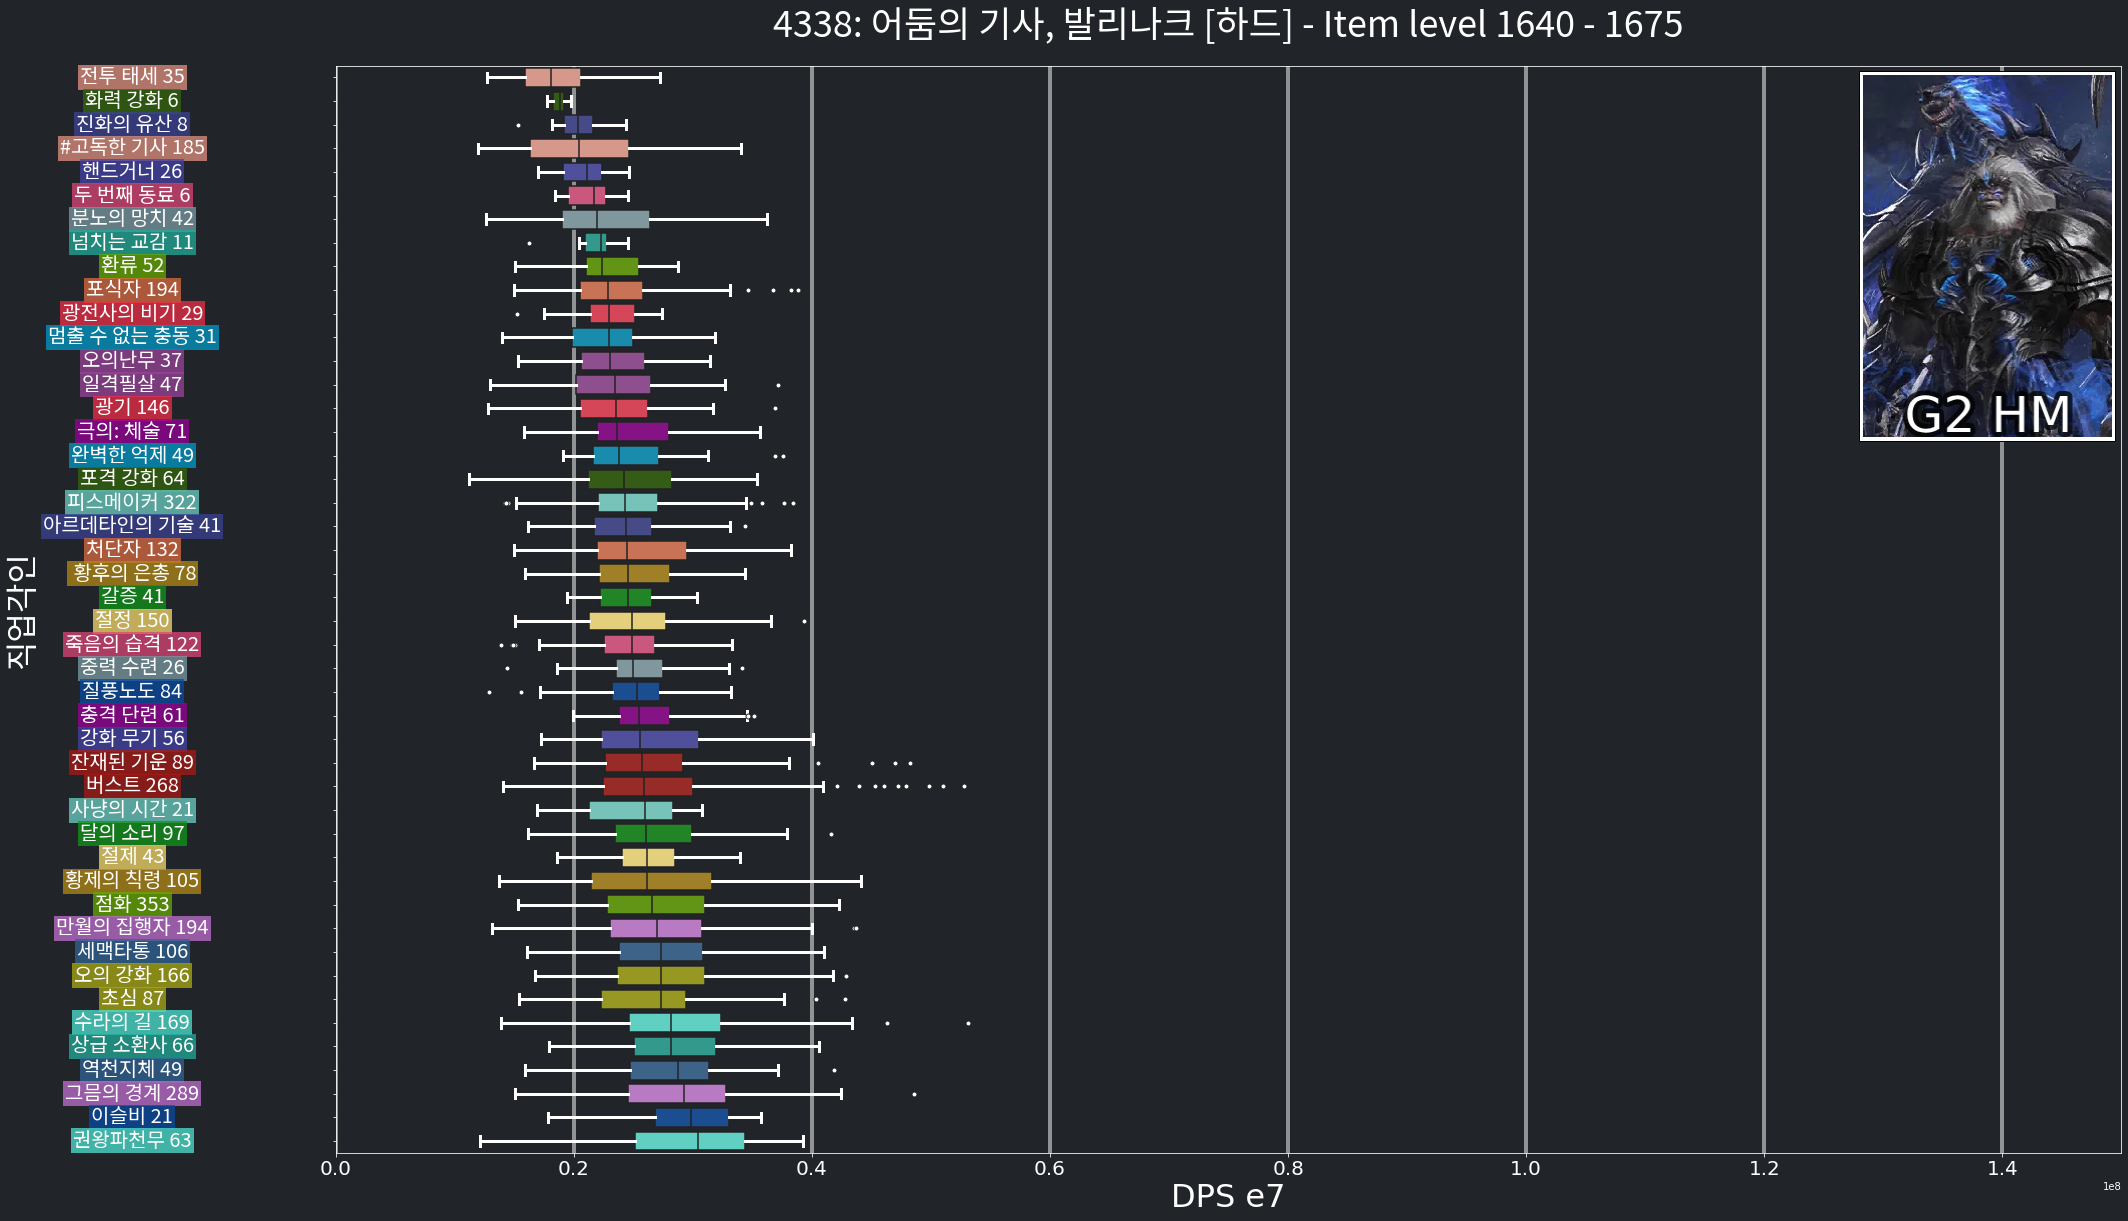 4338: 어둠의 기사, 발리나크 [하드] - Item level 1640 - 1675
전투 태세 35
화력 강화 6
진화의 유산 8
#고독한 기사 185
핸드거너 26
두 번째 동료 6
분노의 망치 42
넘치는 교감 11
환류 52
포식자 194
광전사의 비기 29
멈출 수 없는 충동 31
오의난무 37
일격필살 47
광기 146
극의: 체술 71
완벽한 억제 49
포격 강화 64
피스메이커 322
아르데타인의 기술 41
처단자 132
황후의 은총 78
갈증 41
절정 150
죽음의 습격 122
중력 수련 26
질풍노도 84
충격 단련 61
강화 무기 56
잔재된 기운 89
버스트 268
사냥의 시간 21
달의 소리 97
절제 43
황제의 칙령 105
점화 353
만월의 집행자 194
세맥타통 106
오의 강화 166
초심 87
수라의 길 169
상급 소환사 66
역천지체 49
그믐의 경계 289
이슬비 21
권왕파천무 63
직업각인
G2 HM
0.0 0.2 0.4 0.6 0.8 1.0 1.2 1.4
1e8
DPS e7